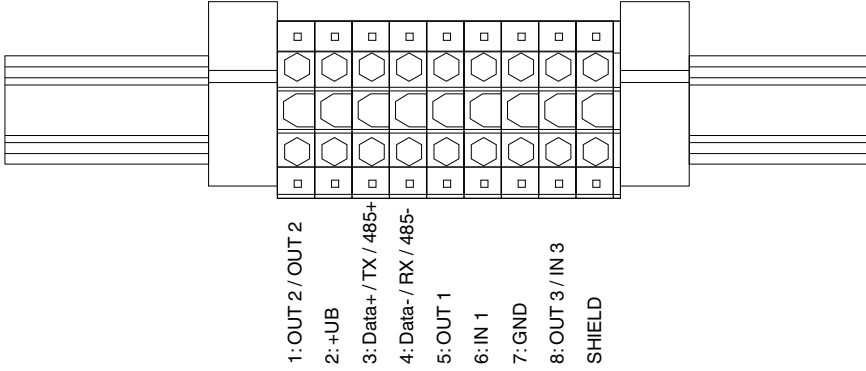 1: OUT 2 / OUT 2
2: +UB
3: Data+ / TX / 485+
4: Data- / RX / 485-
5: OUT 1
6: IN 1
7: GND
8: OUT 3 / IN 3
SHIELD